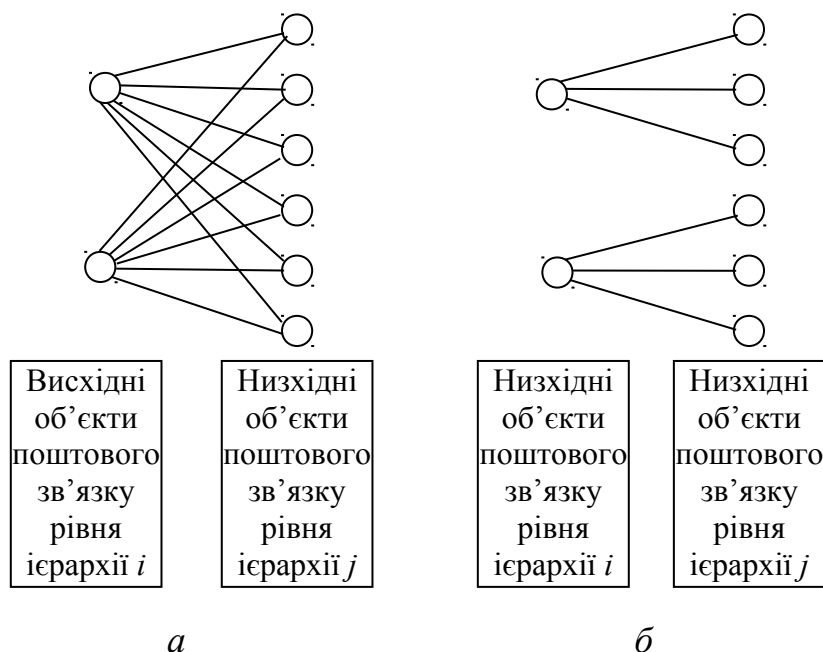 Висхідні
об’єкти
поштового
зв’язку
рівня
ієрархії i
Низхідні
об’єкти
поштового
зв’язку
рівня
ієрархії j
Низхідні
об’єкти
поштового
зв’язку
рівня
ієрархії i
Низхідні
об’єкти
поштового
зв’язку
рівня
ієрархії j
а
б